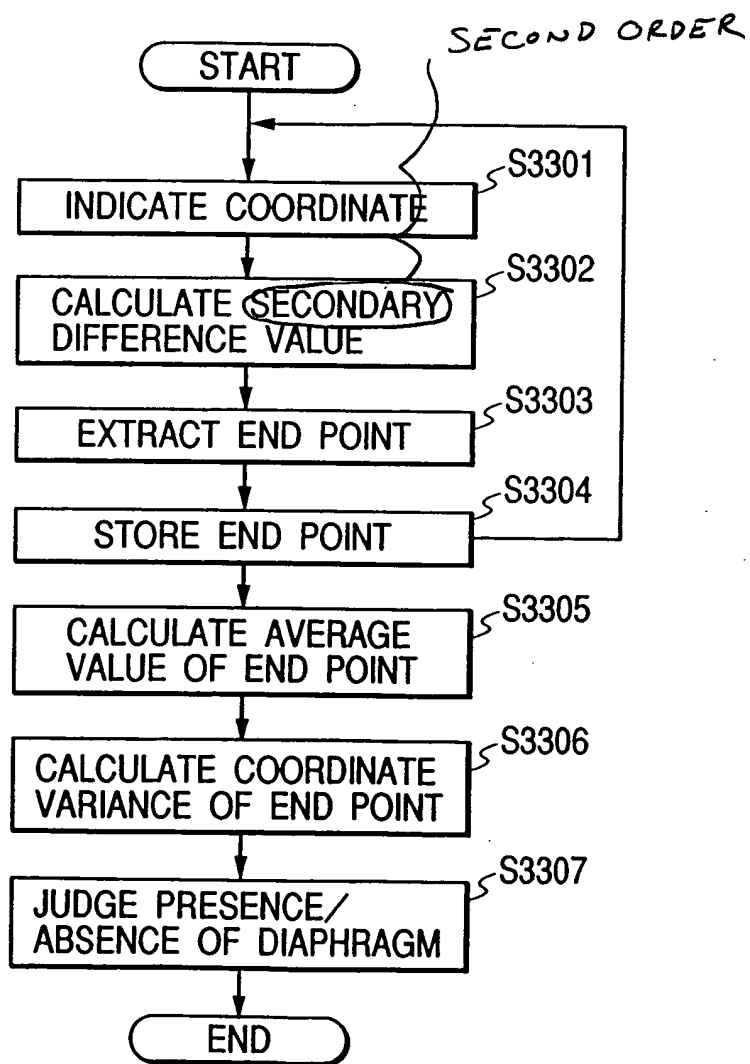 SECOND ORDER
START
S3301
INDICATE COORDINATE
S3302
CALCULATE SECONDARY
DIFFERENCE VALUE
S3303
EXTRACT END POINT
S3304
STORE END POINT
S3305
CALCULATE AVERAGE
VALUE OF END POINT
S3306
CALCULATE COORDINATE
VARIANCE OF END POINT
S3307
JUDGE PRESENCE/
ABSENCE OF DIAPHRAGM
END